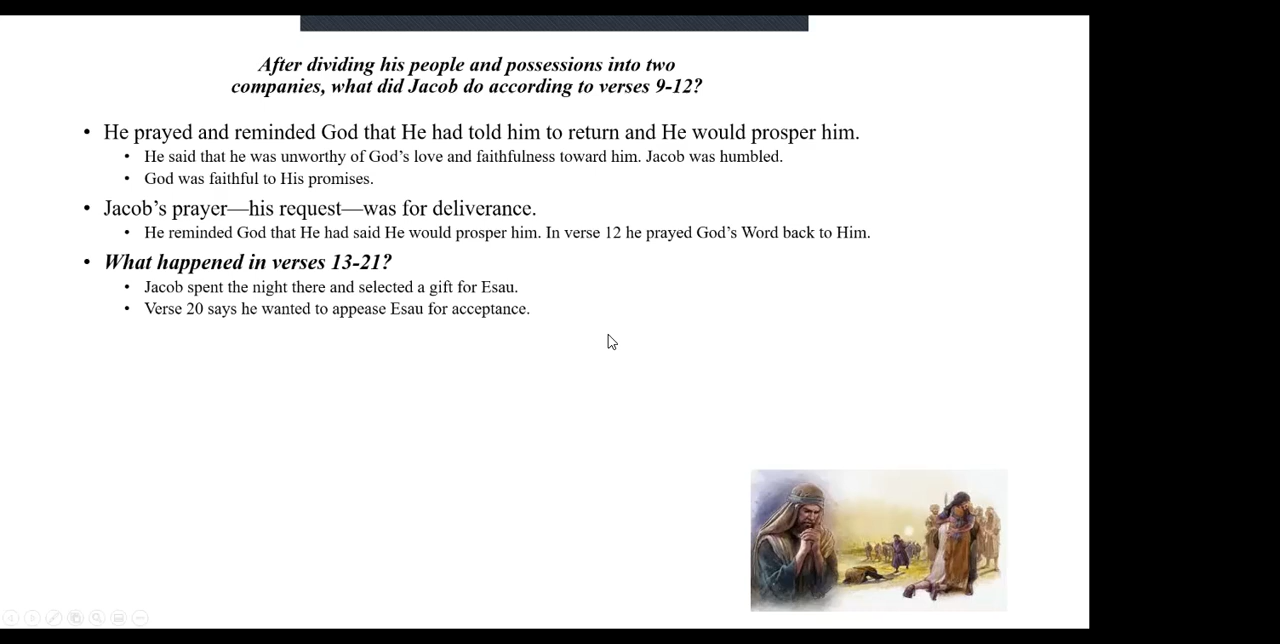 After dividing his people and possessions into two
companies, what did Jacob do according to verses 9-12?
• He prayed and reminded God that He had told him to return and He would prosper him.
• He said that he was unworthy of God’s love and faithfulness toward him. Jacob was humbled.
• God was faithful to His promises.
• Jacob’s prayer—his request—was for deliverance.
• He reminded God that He had said He would prosper him. In verse 12 he prayed God’s Word back to Him.
• What happened in verses 13-21?
• Jacob spent the night there and selected a gift for Esau.
• Verse 20 says he wanted to appease Esau for acceptance.